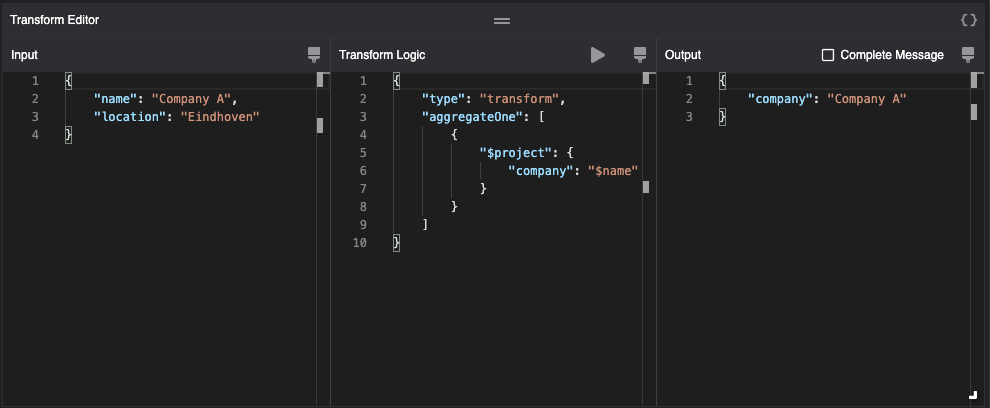 Transform Editor
{}
Input
1 {
2 "name": "Company A",
3 "location": "Eindhoven"
4 }
Transform Logic
1 {
2 "type": "transform",
3 "aggregateOne": [
4 {
5 "$project": {
6 "company": "$name"
7 }
8 }
9 ]
10 }
Output
Complete Message
1 {
2 "company": "Company A"
3 }